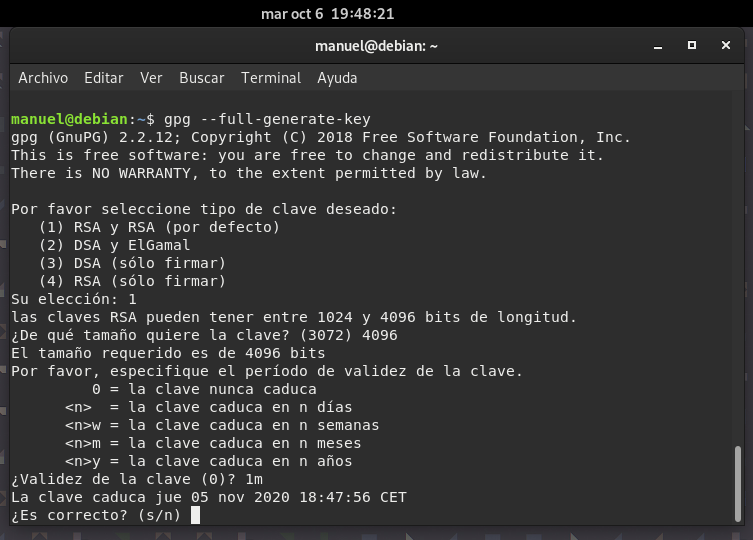 mar oct 6 19:48:21
manuel@debian: ~
Archivo Editar Ver Buscar Terminal Ayuda
manuel@debian:~$ gpg --full-generate-key
gpg (GnuPG) 2.2.12; Copyright (C) 2018 Free Software Foundation, Inc.
This is free software: you are free to change and redistribute it.
There is NO WARRANTY, to the extent permitted by law.
Por favor seleccione tipo de clave deseado:
(1) RSA y RSA (por defecto)
(2) DSA y ElGamal
(3) DSA (sólo firmar)
(4) RSA (sólo firmar)
Su elección: 1
las claves RSA pueden tener entre 1024 y 4096 bits de longitud.
¿De qué tamaño quiere la clave? (3072) 4096
El tamaño requerido es de 4096 bits
Por favor, especifique el período de validez de la clave.
0 = la clave nunca caduca
<n> = la clave caduca en n días
<n>w = la clave caduca en n semanas
<n>m = la clave caduca en n meses
<n>y = la clave caduca en n años
¿Validez de la clave (0)? 1m
La clave caduca jue 05 nov 2020 18:47:56 CET
¿Es correcto? (s/n)